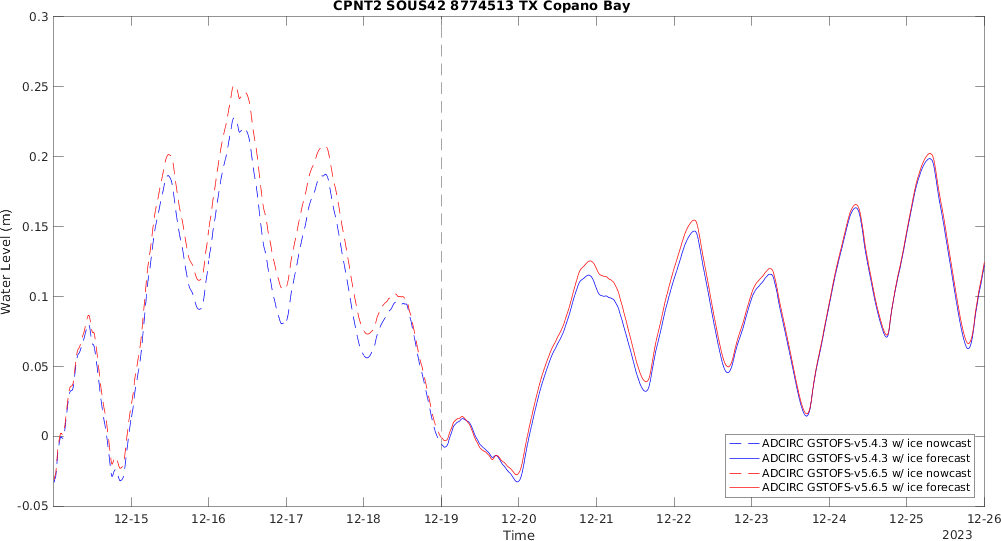 CPNT2 SOUS42 8774513 TX Copano Bay
0.3
0.25
0.2
0.15
0.1
0.05
0
-0.05
Water Level (m)
ADCIRC GSTOFS-v5.4.3 w/ ice nowcast
ADCIRC GSTOFS-v5.4.3 w/ ice forecast
ADCIRC GSTOFS-v5.6.5 w/ ice nowcast
ADCIRC GSTOFS-v5.6.5 w/ ice forecast
12-15 12-16 12-17 12-18 12-19 12-20 12-21 12-22 12-23 12-24 12-25 12-26
Time
2023